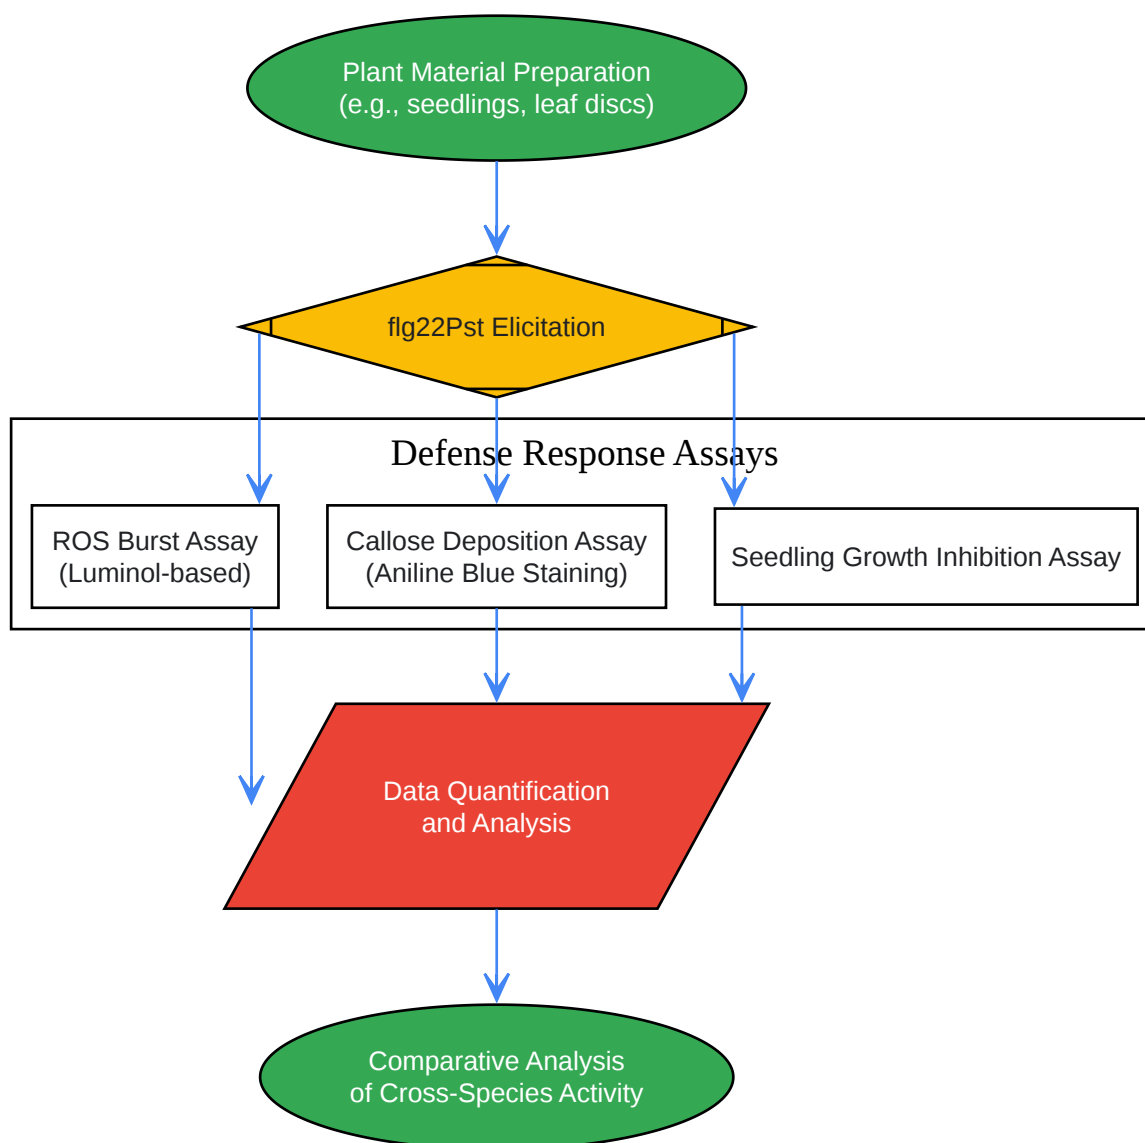 Plant Material Preparation
(e.g., seedlings, leaf discs)
flg22Pst Elicitation
Defense Response Assays
ROS Burst Assay
(Luminol-based)
Callose Deposition Assay
(Aniline Blue Staining)
Seedling Growth Inhibition Assay
Data Quantification
and Analysis
Comparative Analysis
of Cross-Species Activity